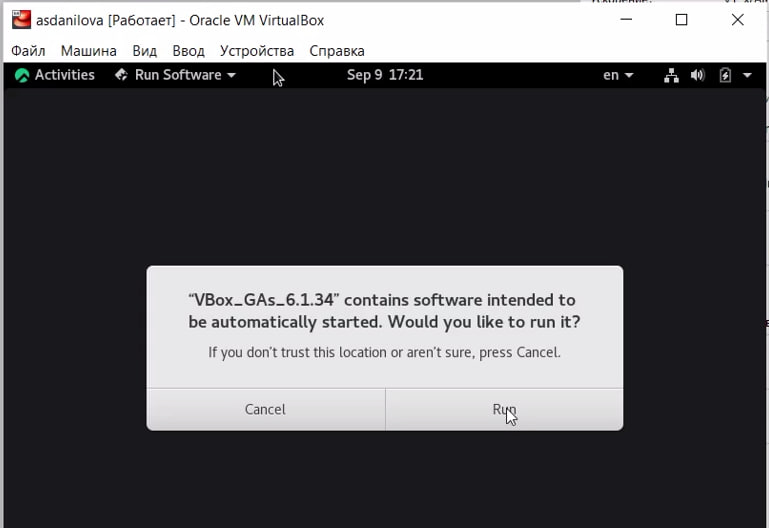 asdanilova [Работает] - Oracle VM VirtualBox
Файл Машина Вид Ввод Устройства Справка
Activities Run Software Sep 9 17:21 en
“VBox_GAs_6.1.34” contains software intended to
be automatically started. Would you like to run it?
If you don’t trust this location or aren’t sure, press Cancel.
Cancel Run